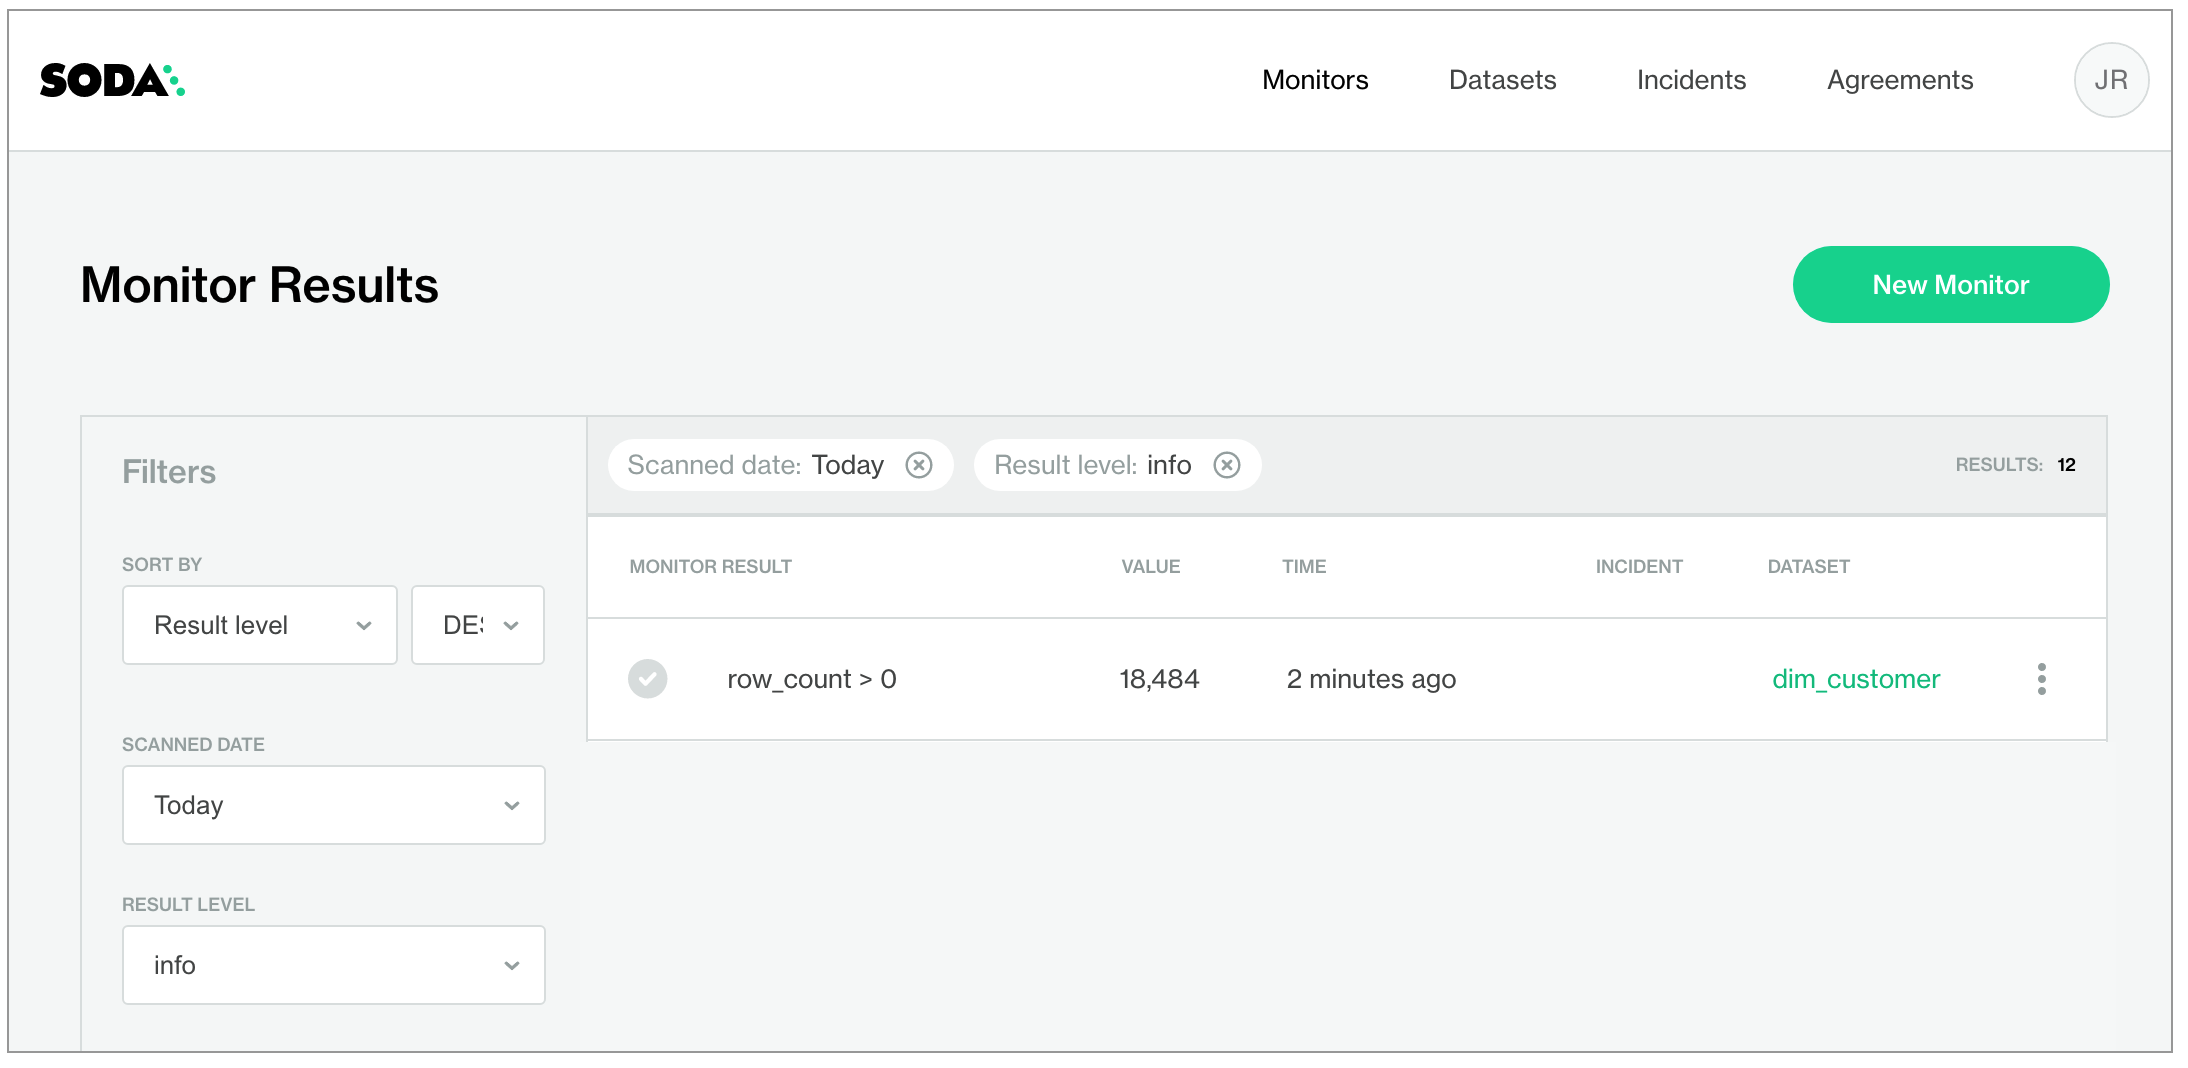 SODA
Monitors Datasets Incidents Agreements JR
Monitor Results
New Monitor
Filters
Scanned date: Today Result level: info RESULTS: 12
SORT BY
Result level DES
MONITOR RESULT VALUE TIME INCIDENT DATASET
row_count > 0 18,484 2 minutes ago dim_customer
SCANNED DATE
Today
RESULT LEVEL
info